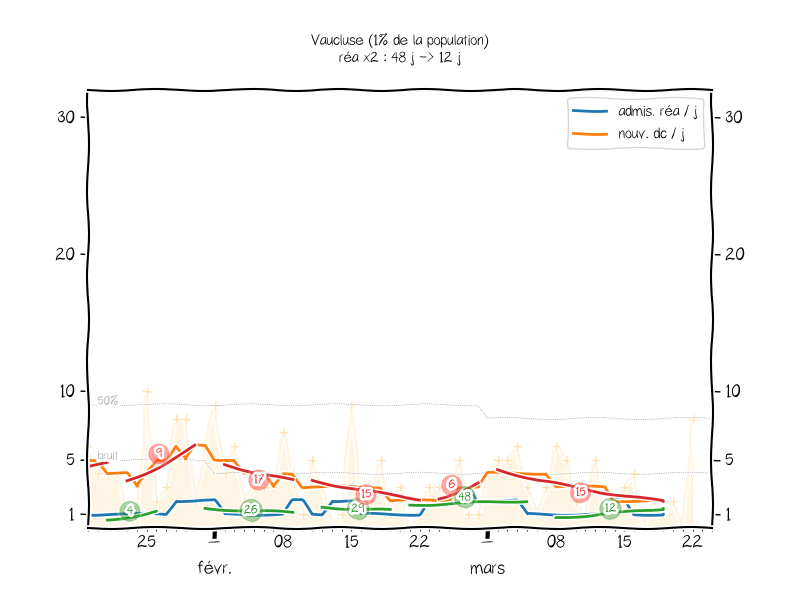 Vaucluse (1% de la population)
réa x2 : 48 j -> 12 j
admis. réa / j
nouv. dc / j
30 30
20 20
10 10
50%
5 5
bruit
9 17 15 6 15
4 26 29 48 12
1 1
25 1 08 15 22 1 08 15 22
févr. mars